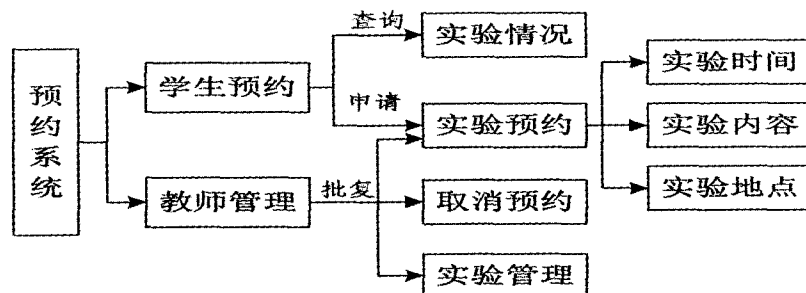 预约系统
学生预约
教师管理
查询
申请
批复
实验情况
实验预约
取消预约
实验管理
实验时间
实验内容
实验地点